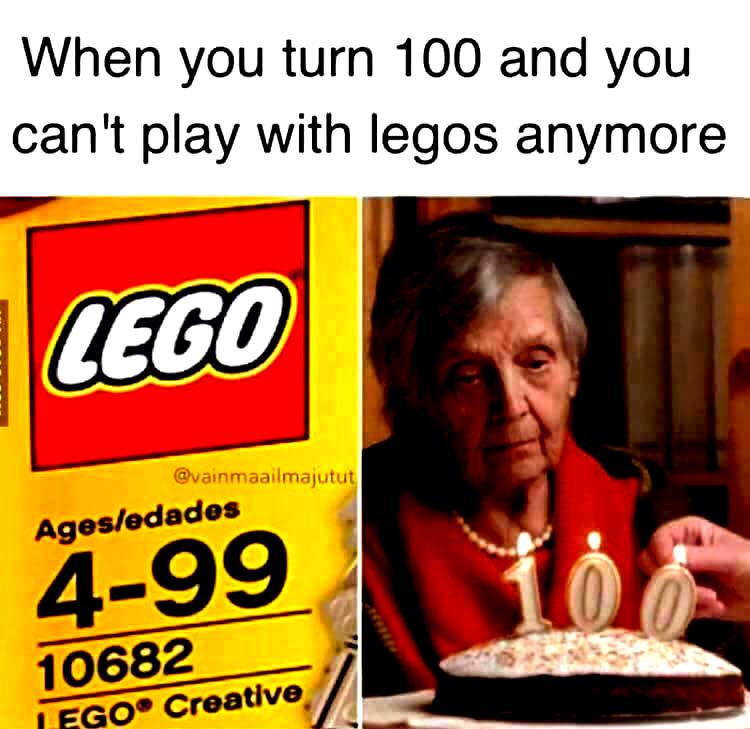 When you turn 100 and you
can't play with legos anymore
LEGO
@vainmaailmajutut
Ages/edades
4-99
10682
LEGO® Creative
100